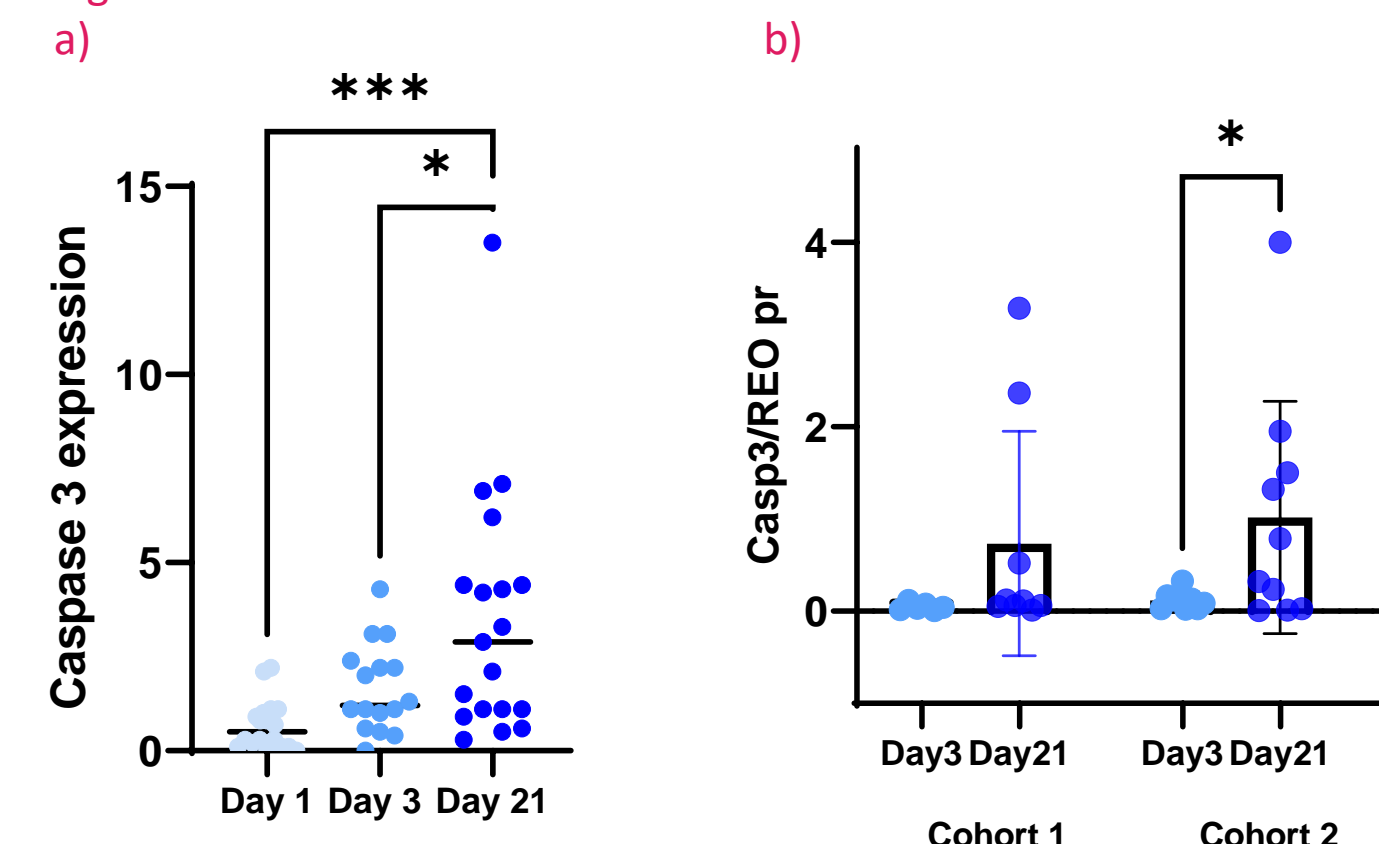 a)
***
*
15
10
5
0
Caspase 3 expression
Day 1 Day 3 Day 21
b)
*
4
2
0
Casp3/REO pr
Day3 Day21 Day3 Day21
Cohort 1 Cohort 2